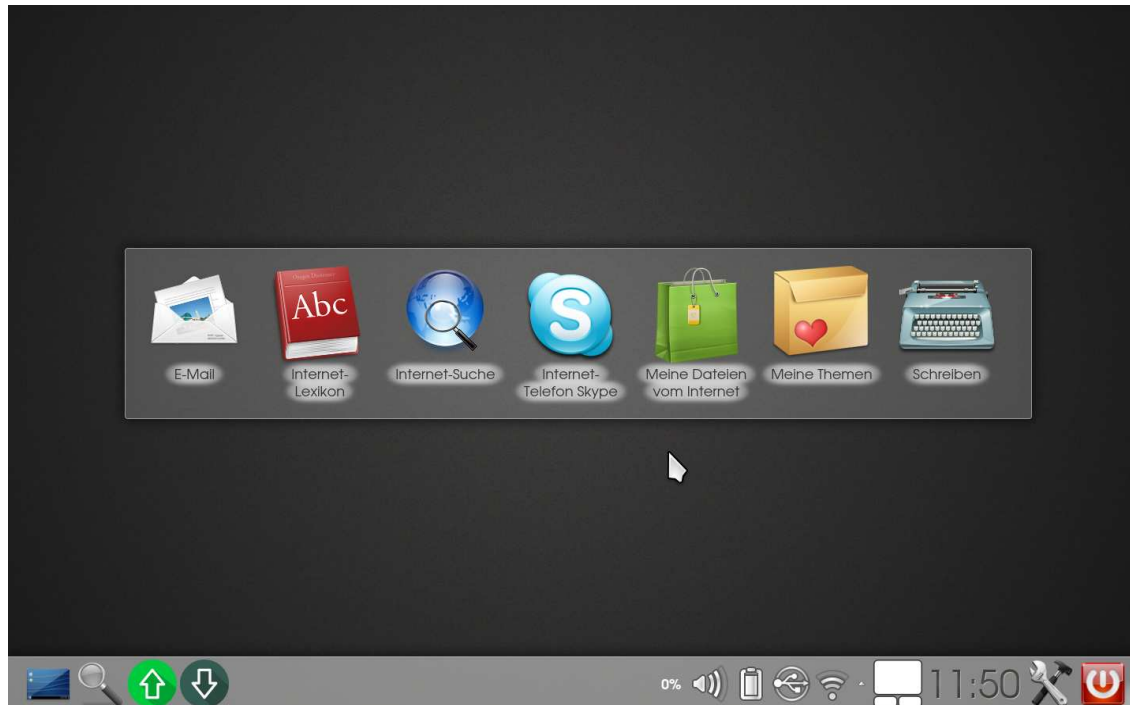 Abc
E-Mail
Internet-
Lexikon
Internet-Suche
Internet-
Telefon Skype
Meine Dateien
vom Internet
Meine Themen
Schreiben
0%
11:50